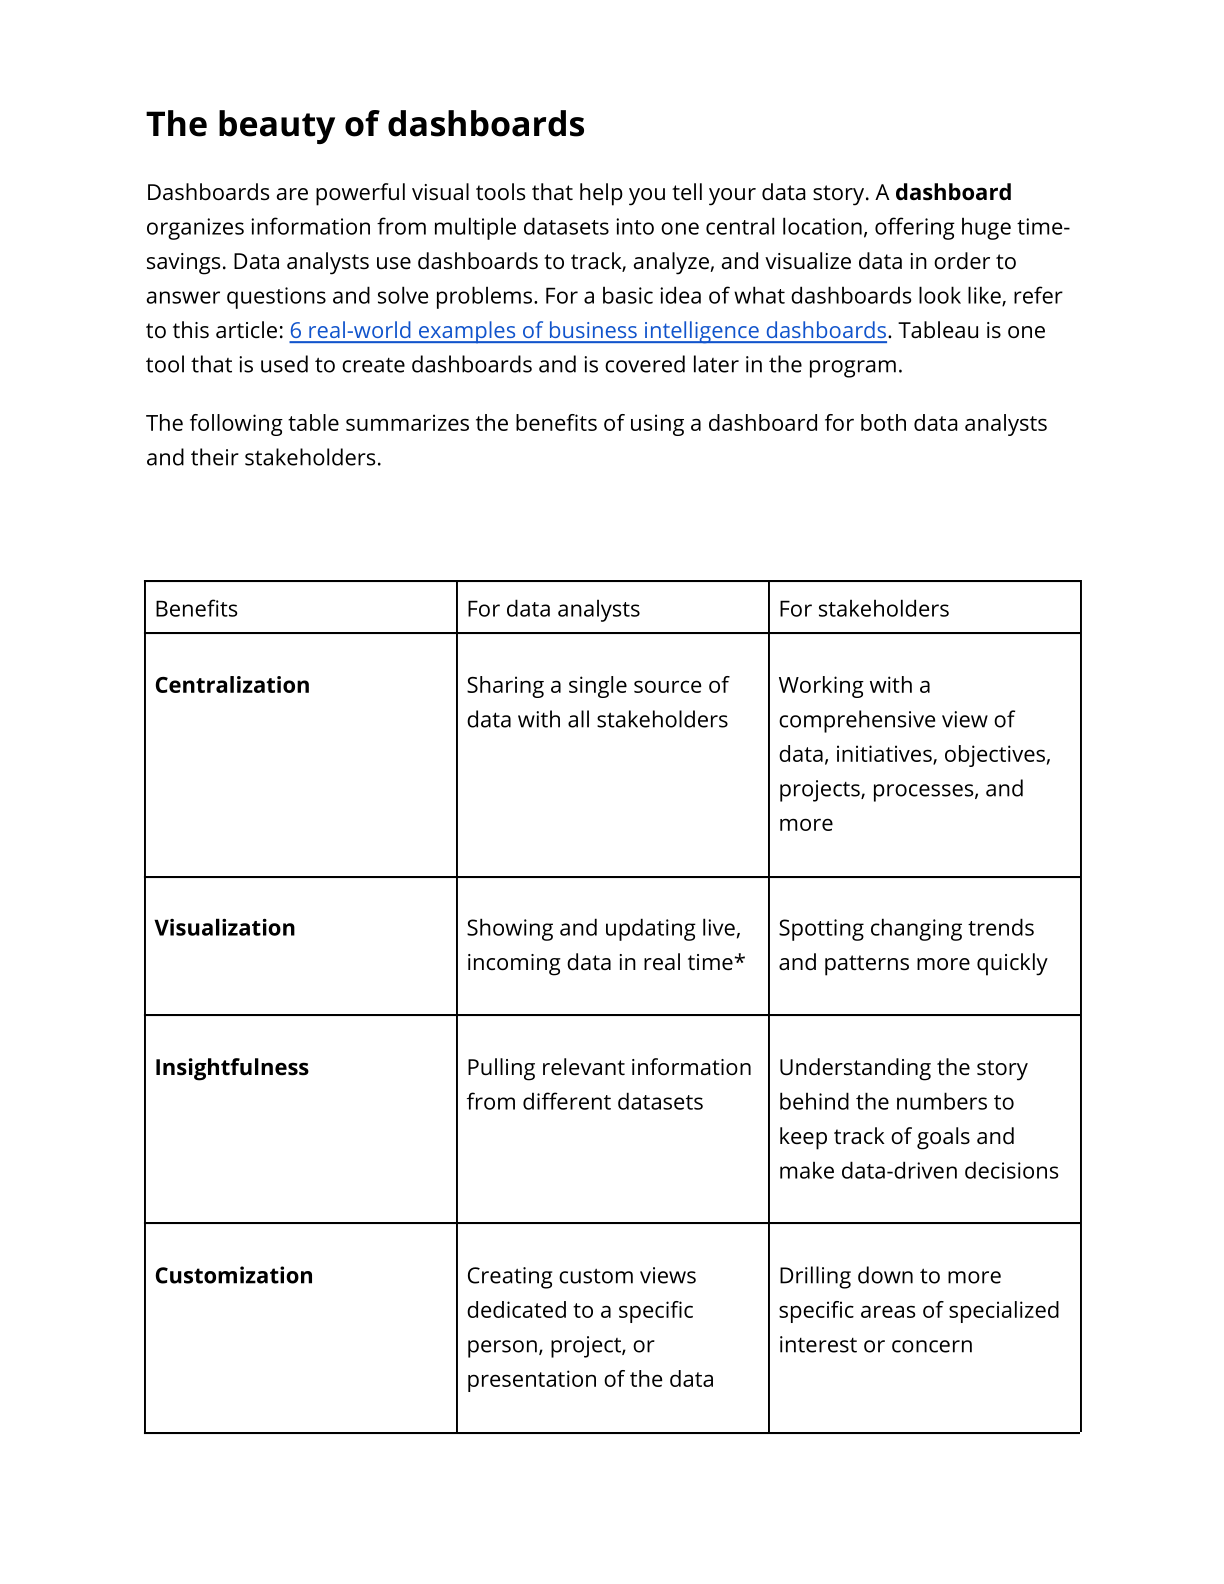 The beauty of dashboards
Dashboards are powerful visual tools that help you tell your data story. A dashboard
organizes information from multiple datasets into one central location, offering huge time-
savings. Data analysts use dashboards to track, analyze, and visualize data in order to
answer questions and solve problems. For a basic idea of what dashboards look like, refer
to this article: 6 real-world examples of business intelligence dashboards. Tableau is one
tool that is used to create dashboards and is covered later in the program.
The following table summarizes the benefits of using a dashboard for both data analysts
and their stakeholders.
Benefits
For data analysts
For stakeholders
Centralization
Sharing a single source of
data with all stakeholders
Working with a
comprehensive view of
data, initiatives, objectives,
projects, processes, and
more
Visualization
Showing and updating live,
incoming data in real time*
Spotting changing trends
and patterns more quickly
Insightfulness
Pulling relevant information
from different datasets
Understanding the story
behind the numbers to
keep track of goals and
make data-driven decisions
Customization
Creating custom views
dedicated to a specific
person, project, or
presentation of the data
Drilling down to more
specific areas of specialized
interest or concern